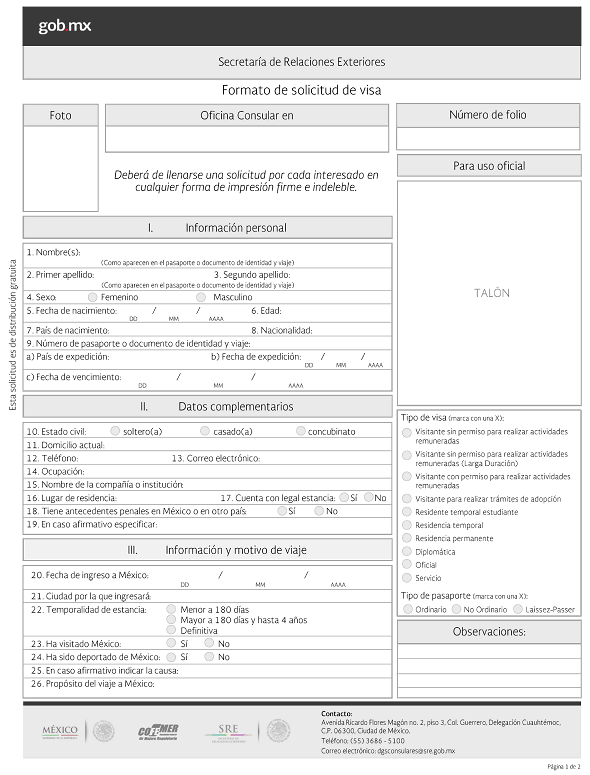 gob.mx
Secretaría de Relaciones Exteriores
Formato de solicitud de visa
Foto
Oficina Consular en
Número de folio
Deberá de llenarse una solicitud por cada interesado en
cualquier forma de impresión firme e indeleble.
Para uso oficial
TALÓN
Esta solicitud es de distribución gratuita
I. Información personal
1. Nombre(s):
(Como aparecen en el pasaporte o documento de identidad y viaje)
2. Primer apellido: 3. Segundo apellido:
(Como aparecen en el pasaporte o documento de identidad y viaje)
4. Sexo: Femenino Masculino
5. Fecha de nacimiento: / / 6. Edad:
DD MM AAAA
7. País de nacimiento: 8. Nacionalidad:
9. Número de pasaporte o documento de identidad y viaje:
a) País de expedición: b) Fecha de expedición: / /
DD MM AAAA
c) Fecha de vencimiento: / /
DD MM AAAA
II. Datos complementarios
10. Estado civil: soltero(a) casado(a) concubinato
11. Domicilio actual:
12. Teléfono: 13. Correo electrónico:
14. Ocupación:
15. Nombre de la compañía o institución:
16. Lugar de residencia: 17. Cuenta con legal estancia: Sí No
18. Tiene antecedentes penales en México o en otro país: Sí No
19. En caso afirmativo especificar:
III. Información y motivo de viaje
20. Fecha de ingreso a México: / /
DD MM AAAA
21. Ciudad por la que ingresará:
22. Temporalidad de estancia: Menor a 180 días
Mayor a 180 días y hasta 4 años
Definitiva
23. Ha visitado México: Sí No
24. Ha sido deportado de México: Sí No
25. En caso afirmativo indicar la causa:
26. Propósito del viaje a México:
Tipo de visa (marca con una X):
Visitante sin permiso para realizar actividades
remuneradas
Visitante sin permiso para realizar actividades
remuneradas (Larga Duración)
Visitante con permiso para realizar actividades
remuneradas
Visitante para realizar trámites de adopción
Residente temporal estudiante
Residencia temporal
Residencia permanente
Diplomática
Oficial
Servicio
Tipo de pasaporte (marca con una X):
Ordinario No Ordinario Laissez-Passer
Observaciones:
MÉXICO
COFEMER
SRE
Contacto:
Avenida Ricardo Flores Magón no. 2, piso 3, Col. Guerrero, Delegación Cuauhtémoc,
C.P. 06300, Ciudad de México.
Teléfono: (55) 3686 - 5100
Correo electrónico: dgsconsulares@sre.gob.mx
Página 1 de 2